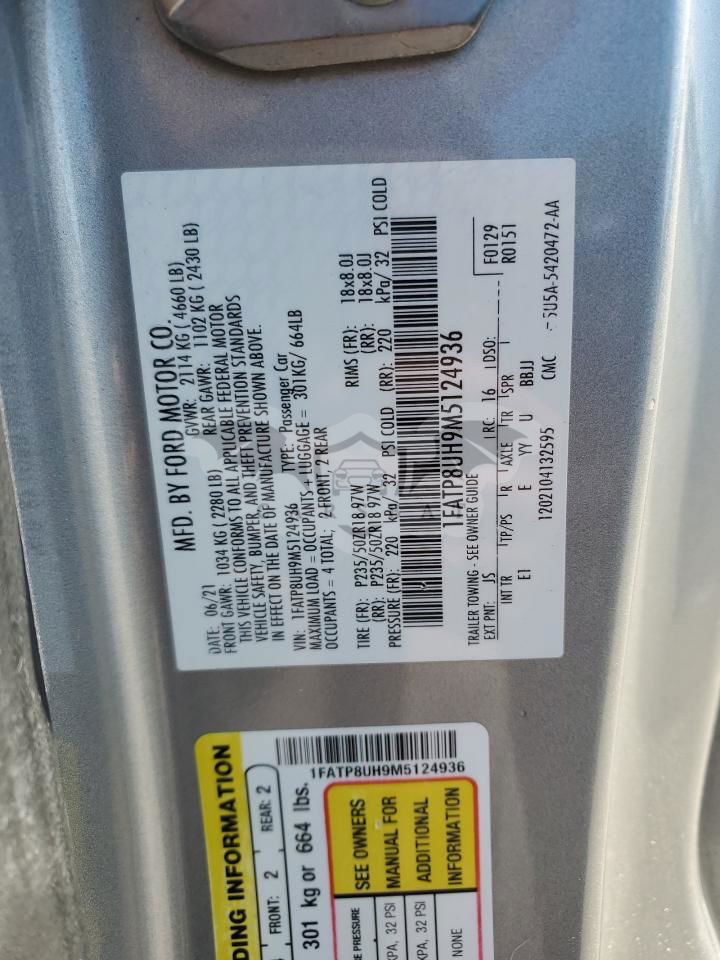 MFD. BY FORD MOTOR CO.
DATE: 06/21 GVWR: 2114 KG ( 4660 LB)
FRONT GAWR: 1034 KG ( 2280 LB) REAR GAWR: 1102 KG ( 2430 LB)
THIS VEHICLE CONFORMS TO ALL APPLICABLE FEDERAL MOTOR
VEHICLE SAFETY, BUMPER, AND THEFT PREVENTION STANDARDS
IN EFFECT ON THE DATE OF MANUFACTURE SHOWN ABOVE.
VIN: 1FATP8UH9M5124936 TYPE: Passenger Car
MAXIMUM LOAD = OCCUPANTS + LUGGAGE = 301KG/ 664LB
OCCUPANTS = 4 TOTAL; 2 FRONT, 2 REAR
TIRE (FR): P235/50ZR18 97W RIMS (FR): 18x8.0J
(RR): P235/50ZR18 97W (RR): 18x8.0J
PRESSURE (FR): 220 kPa/ 32 PSI COLD (RR): 220 kPa/ 32 PSI COLD
1FATP8UH9M5124936
TRAILER TOWING - SEE OWNER GUIDE
EXT PNT: JS RC: 16 DSO: F0129
INT TR TP/PS R AXLE TR SPR R0151
E1 E YY U BBJJ
1202104132595 CMC 5U5A-5420472-AA
DING INFORMATION
FRONT: 2 REAR: 2
301 kg or 664 lbs.
1FATP8UH9M5124936
PRESSURE SEE OWNERS
KPA, 32 PSI MANUAL FOR
KPA, 32 PSI ADDITIONAL
NONE INFORMATION